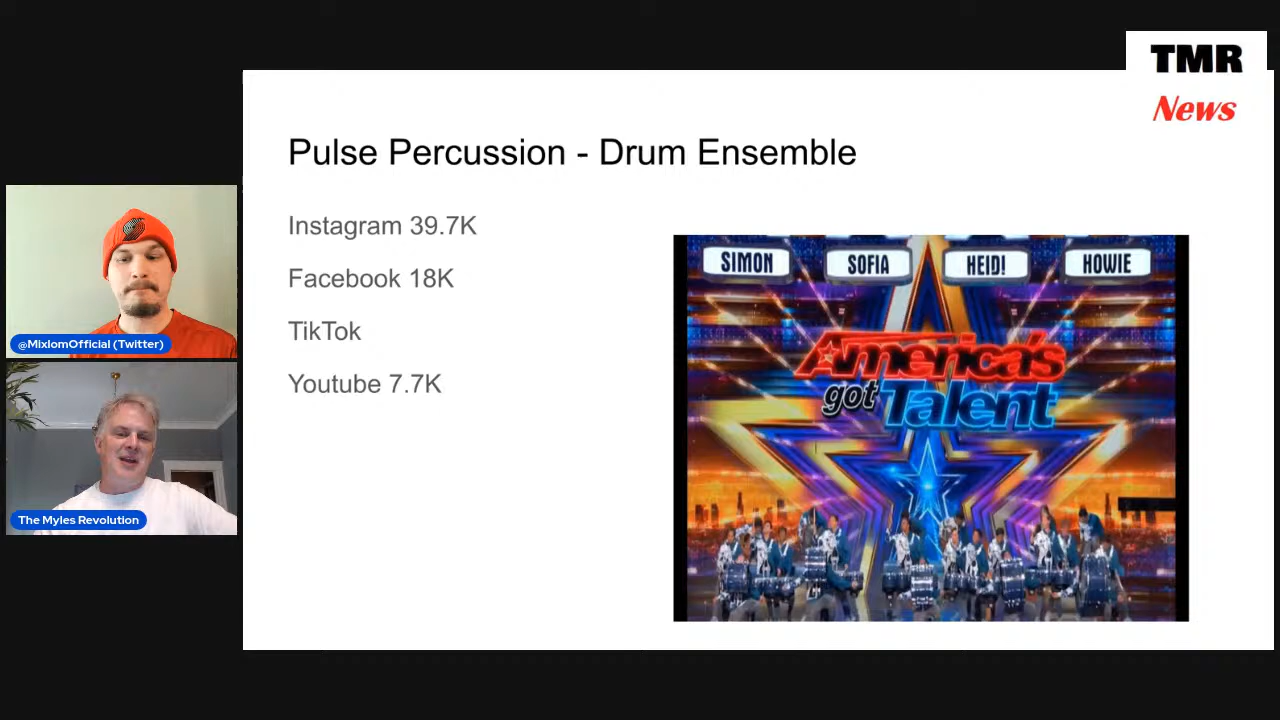 TMR
News
Pulse Percussion - Drum Ensemble
Instagram 39.7K
Facebook 18K
TikTok
Youtube 7.7K
SIMON
SOFIA
HEIDI
HOWIE
America's
got Talent
@MixlomOfficial (Twitter)
The Myles Revolution